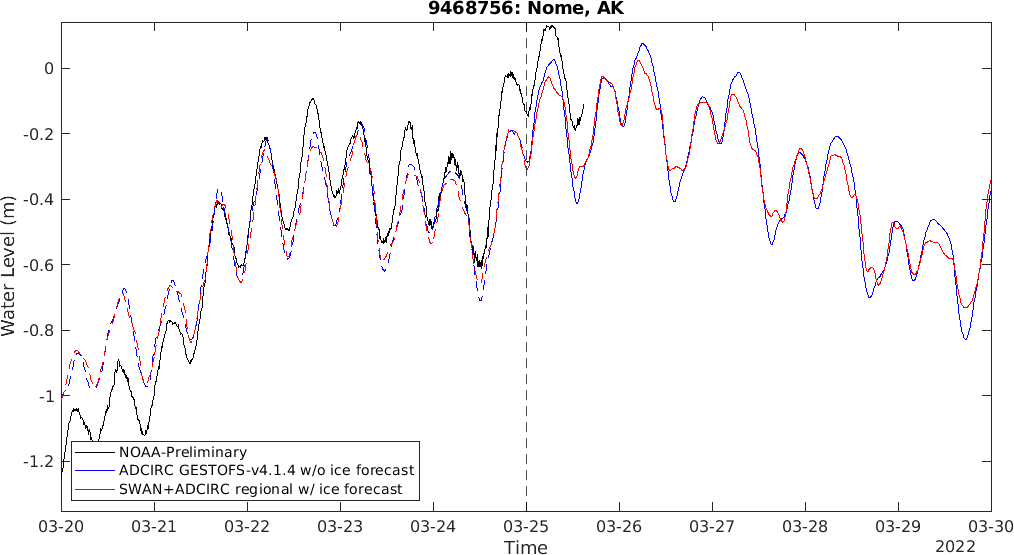 9468756: Nome, AK
Water Level (m)
0
-0.2
-0.4
-0.6
-0.8
-1
-1.2
NOAA-Preliminary
ADCIRC GESTOFS-v4.1.4 w/o ice forecast
SWAN+ADCIRC regional w/ ice forecast
03-20 03-21 03-22 03-23 03-24 03-25 03-26 03-27 03-28 03-29 03-30
Time
2022